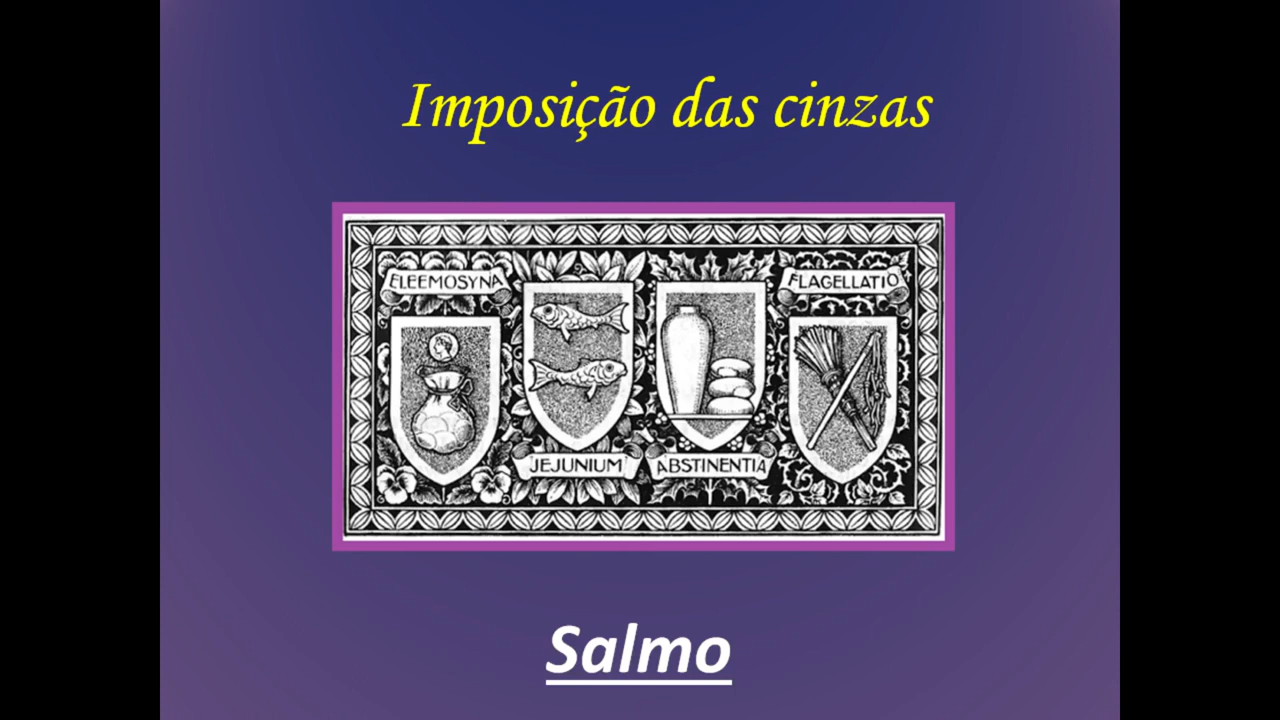 Imposição das cinzas
ELEEMOSYNA
JEJUNIUM
ABSTINENTIA
FLAGELLATIO
Salmo